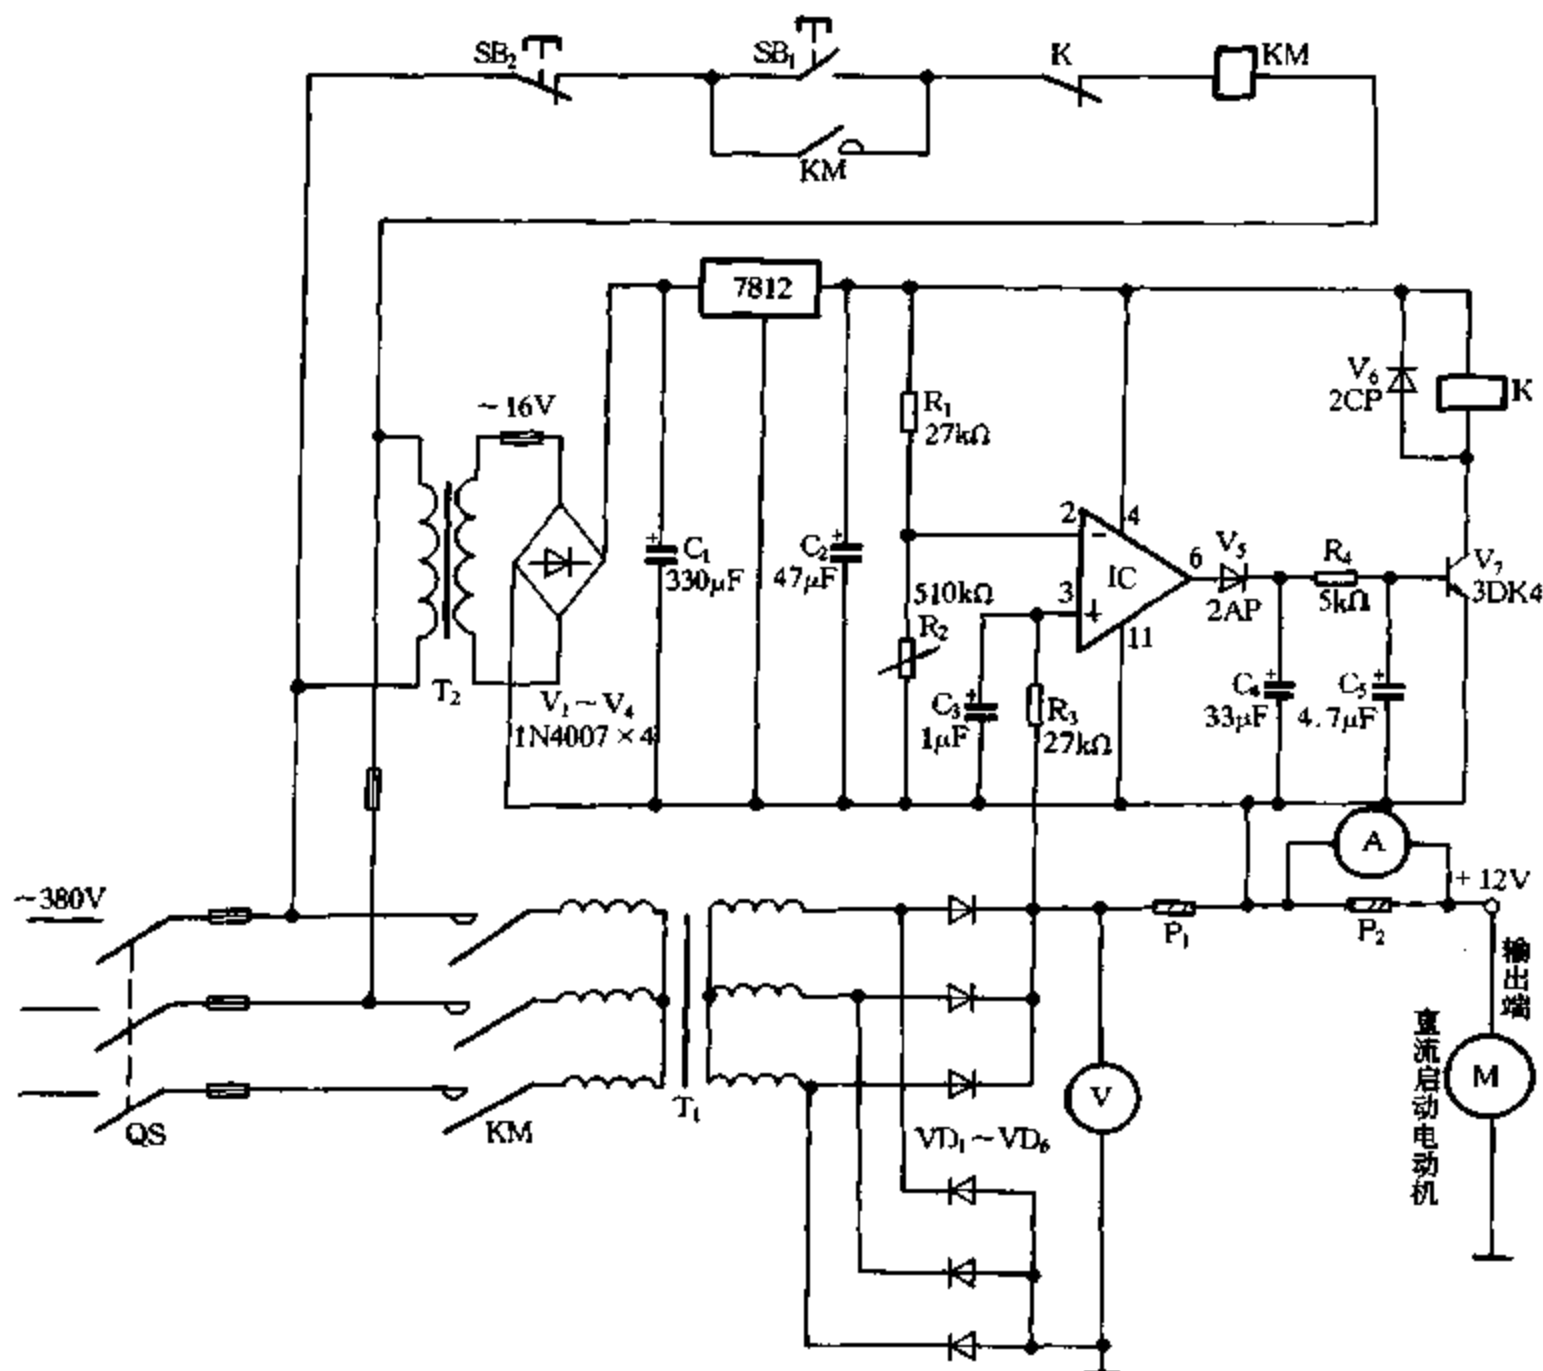 SB₂
SB₁
K
KM
KM
7812
~16V
R₁
27kΩ
V₆
2CP
K
2
4
C₁
330μF
C₂
47μF
IC
6
V₅
2AP
R₄
5kΩ
V₇
3DK4
510kΩ
R₂
3
11
T₂
V₁~V₄
1N4007×4
C₃
1μF
R₃
27kΩ
C₄
33μF
C₅
4.7μF
A
~380V
+12V
P₁
P₂
输出端
QS
KM
T₁
V
M
VD₁~VD₆
直流启动电动机